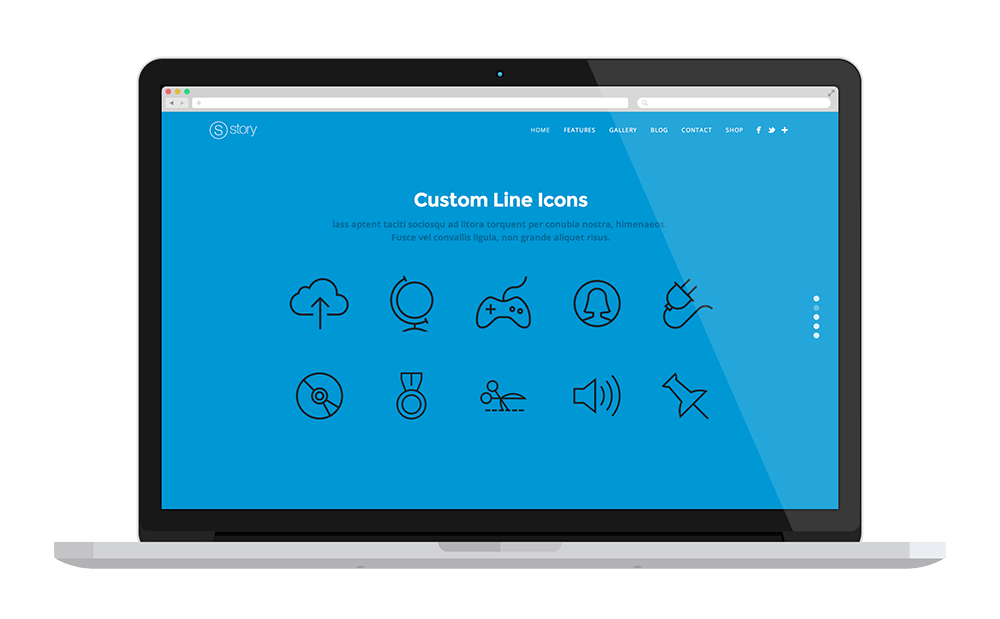 S story
HOME FEATURES GALLERY BLOG CONTACT SHOP
Custom Line Icons
Iass aptent taciti sociosqu ad litora torquent per conubia nostra, himenaeos.
Fusce vel convallis ligula, non grande aliquet risus.